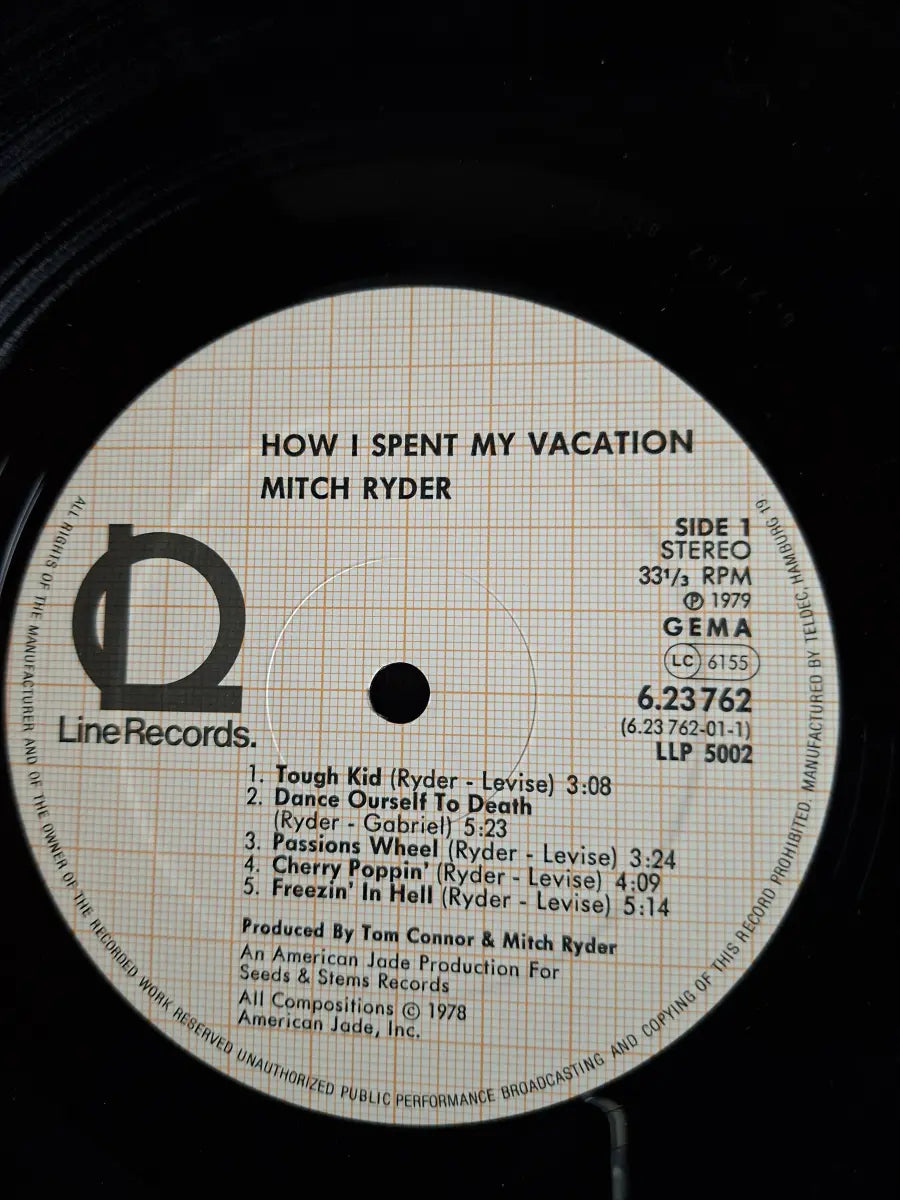 HOW I SPENT MY VACATION
MITCH RYDER
SIDE 1
STEREO
33 1/3 RPM
Ⓟ 1979
GEMA
LC 6155
6.23762
(6.23 762-01-1)
LLP 5002
LineRecords.
1. Tough Kid (Ryder - Levise) 3:08
2. Dance Ourself To Death
(Ryder - Gabriel) 5:23
3. Passions Wheel (Ryder - Levise) 3:24
4. Cherry Poppin' (Ryder - Levise) 4:09
5. Freezin' In Hell (Ryder - Levise) 5:14
Produced By Tom Connor & Mitch Ryder
An American Jade Production For
Seeds & Stems Records
All Compositions © 1978
American Jade, Inc.
ALL RIGHTS OF THE MANUFACTURER AND OF THE OWNER OF THE RECORDED WORK RESERVED UNAUTHORIZED PUBLIC PERFORMANCE BROADCASTING AND COPYING OF THIS RECORD PROHIBITED. MANUFACTURED BY TELDEC, HAMBURG 19